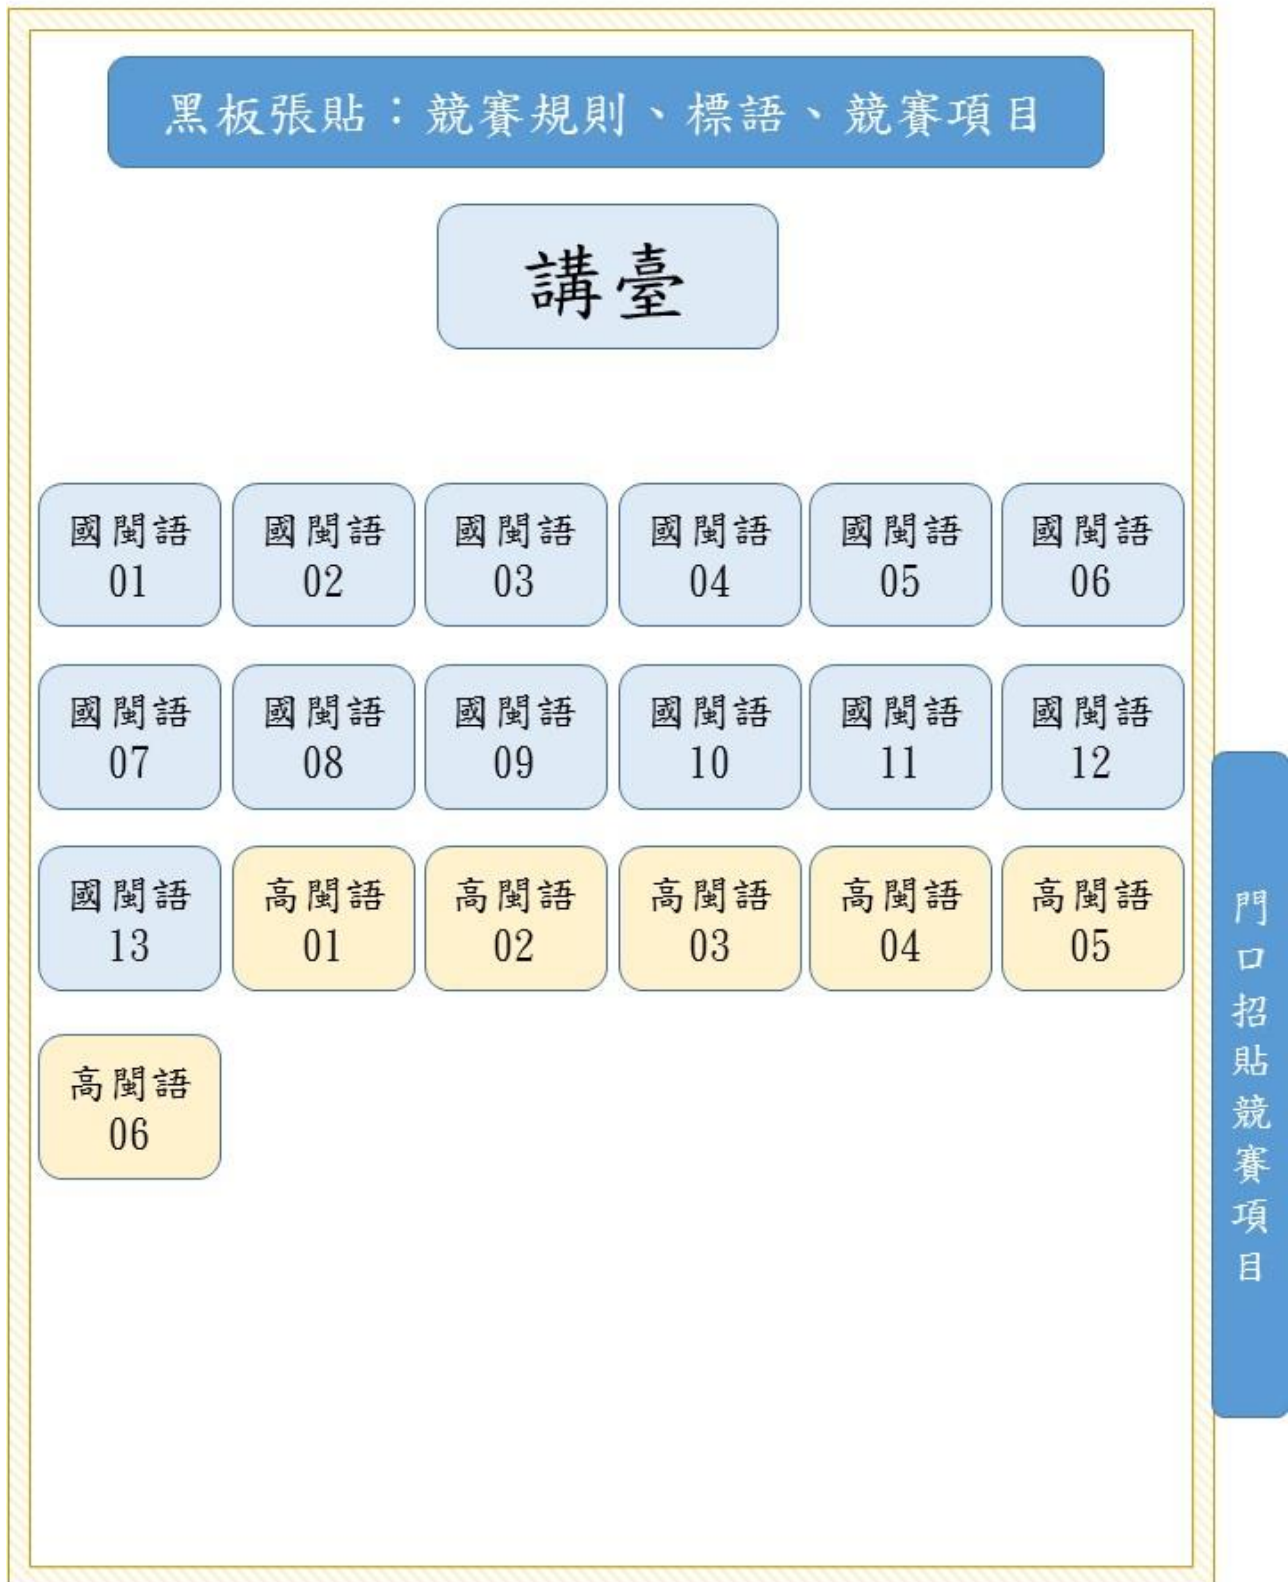 黑板張貼：競賽規則、標語、競賽項目
講臺
國閩語 國閩語 國閩語 國閩語 國閩語 國閩語
01 02 03 04 05 06
國閩語 國閩語 國閩語 國閩語 國閩語 國閩語
07 08 09 10 11 12
國閩語 高閩語 高閩語 高閩語 高閩語 高閩語
13 01 02 03 04 05
高閩語
06
門口招貼競賽項目